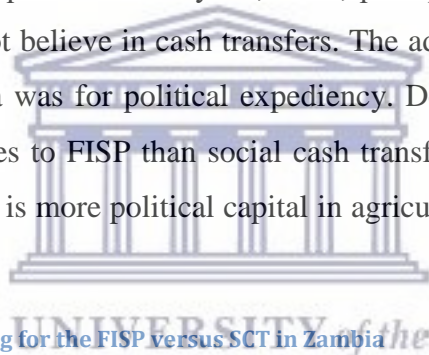 ot believe in cash transfers. The ac
was for political expediency. D
es to FISP than social cash transf
is more political capital in agricu
g for the FISP versus SCT in Zambia
UNIVERSITY of the